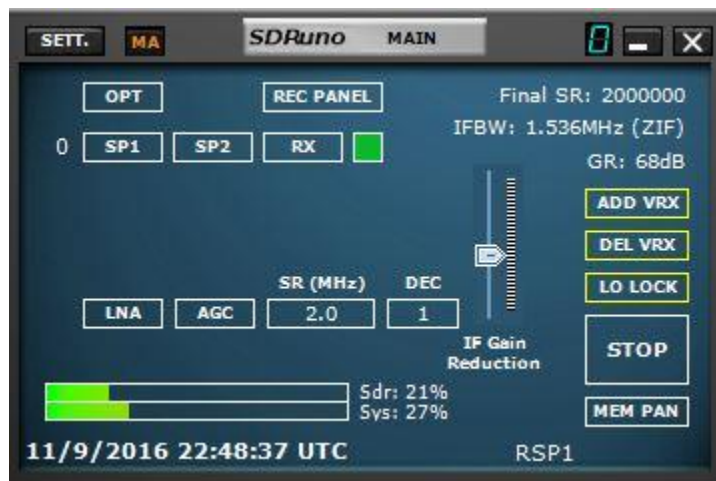 SETT. MA SDRuno MAIN 0
OPT REC PANEL Final SR: 2000000
IFBW: 1.536MHz (ZIF)
0 SP1 SP2 RX
GR: 68dB
ADD VRX
DEL VRX
SR (MHz) DEC LO LOCK
LNA AGC 2.0 1
IF Gain
Reduction
STOP
Sdr: 21%
Sys: 27%
MEM PAN
11/9/2016 22:48:37 UTC RSP1